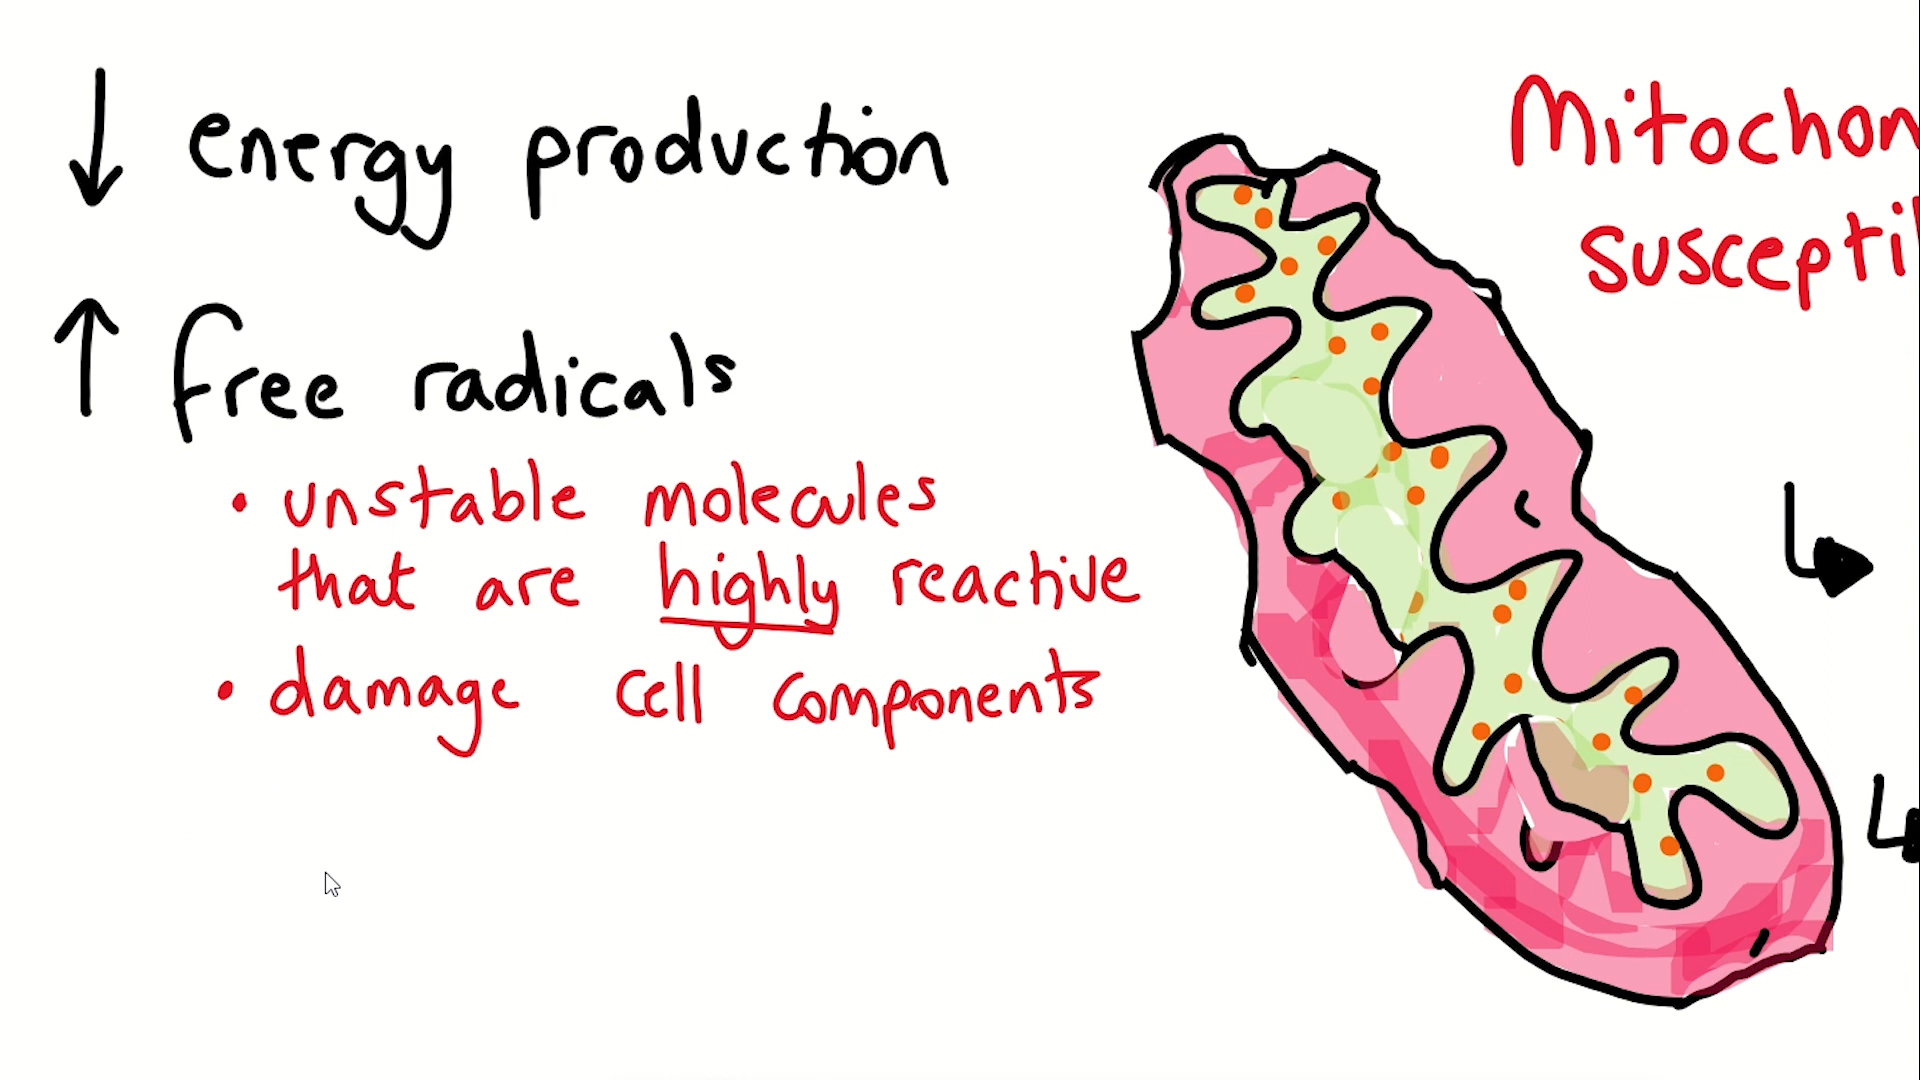 ↓ energy production
↑ free radicals
• unstable molecules
that are highly reactive
• damage cell components
Mitochon
suscepti